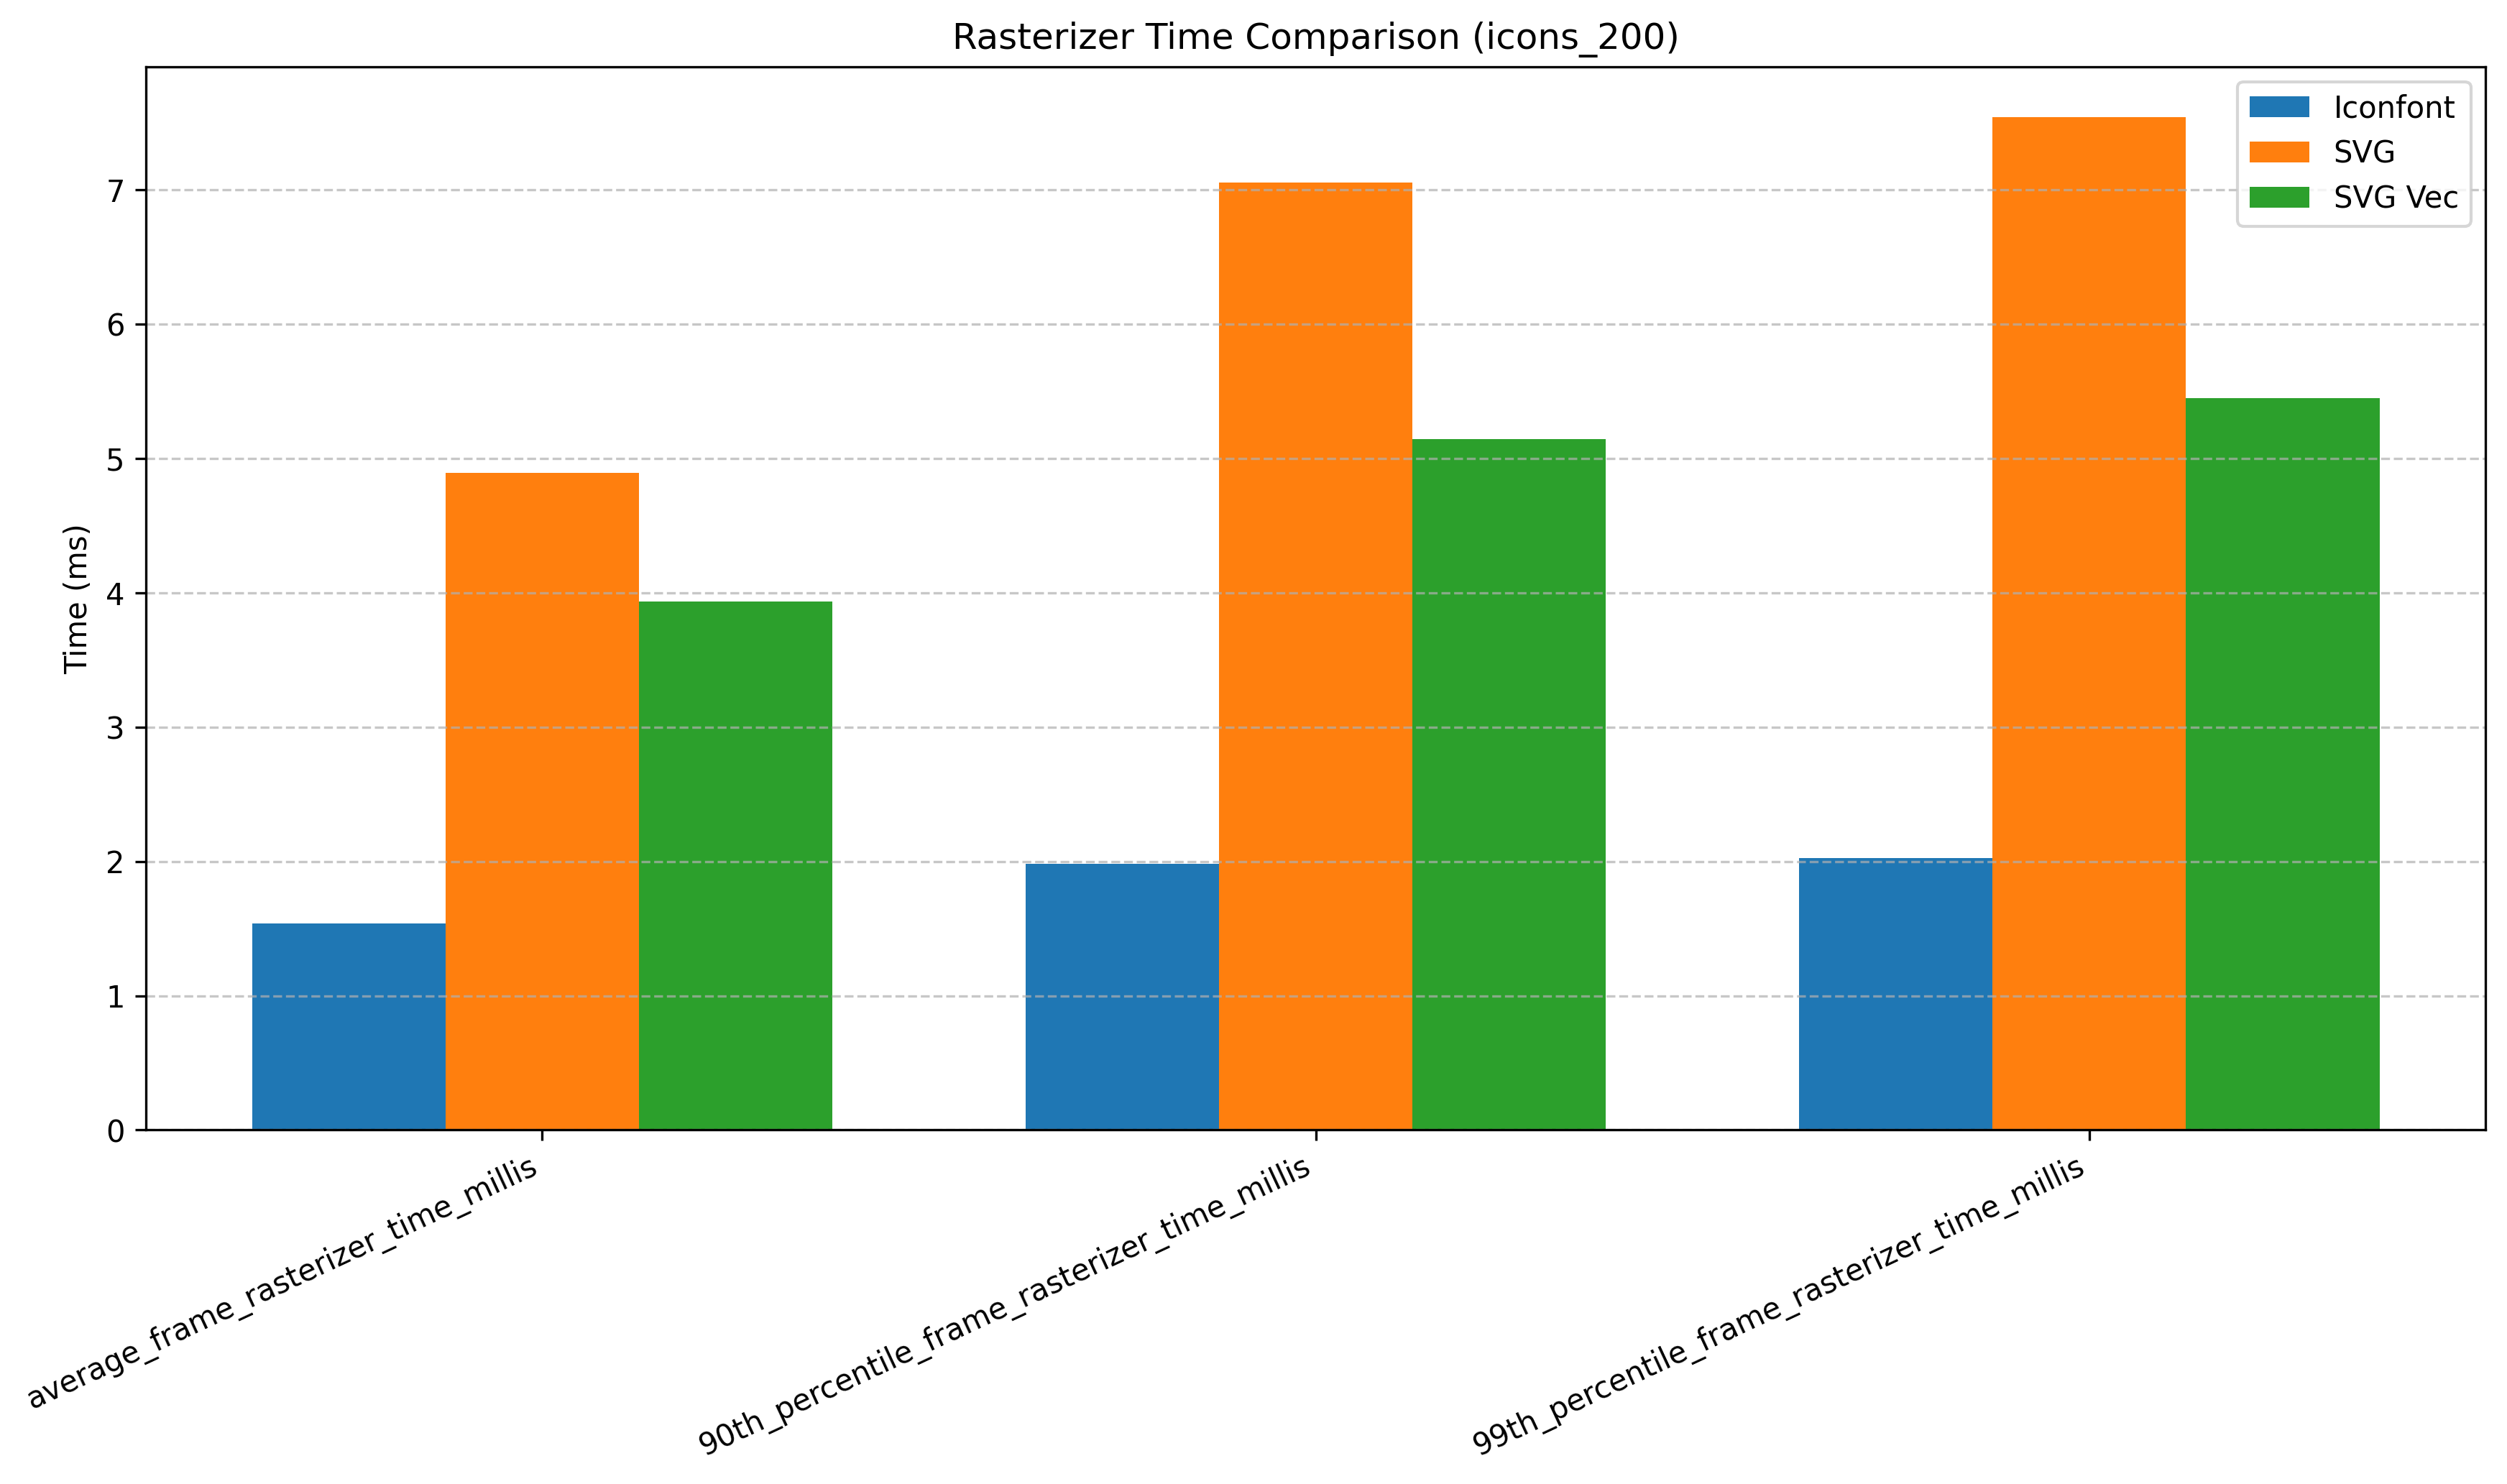 Rasterizer Time Comparison (icons_200)
Iconfont
SVG
SVG Vec
Time (ms)
7
6
5
4
3
2
1
0
average_frame_rasterizer_time_millis
90th_percentile_frame_rasterizer_time_millis
99th_percentile_frame_rasterizer_time_millis